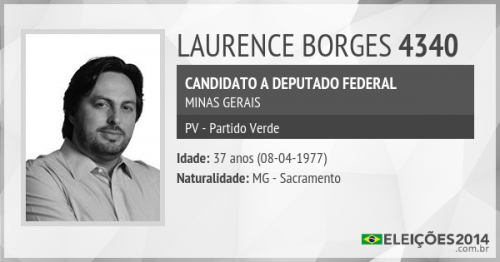 LAURENCE BORGES 4340
CANDIDATO A DEPUTADO FEDERAL
MINAS GERAIS
PV - Partido Verde
Idade: 37 anos (08-04-1977)
Naturalidade: MG - Sacramento
ELEIÇÕES2014
.com.br